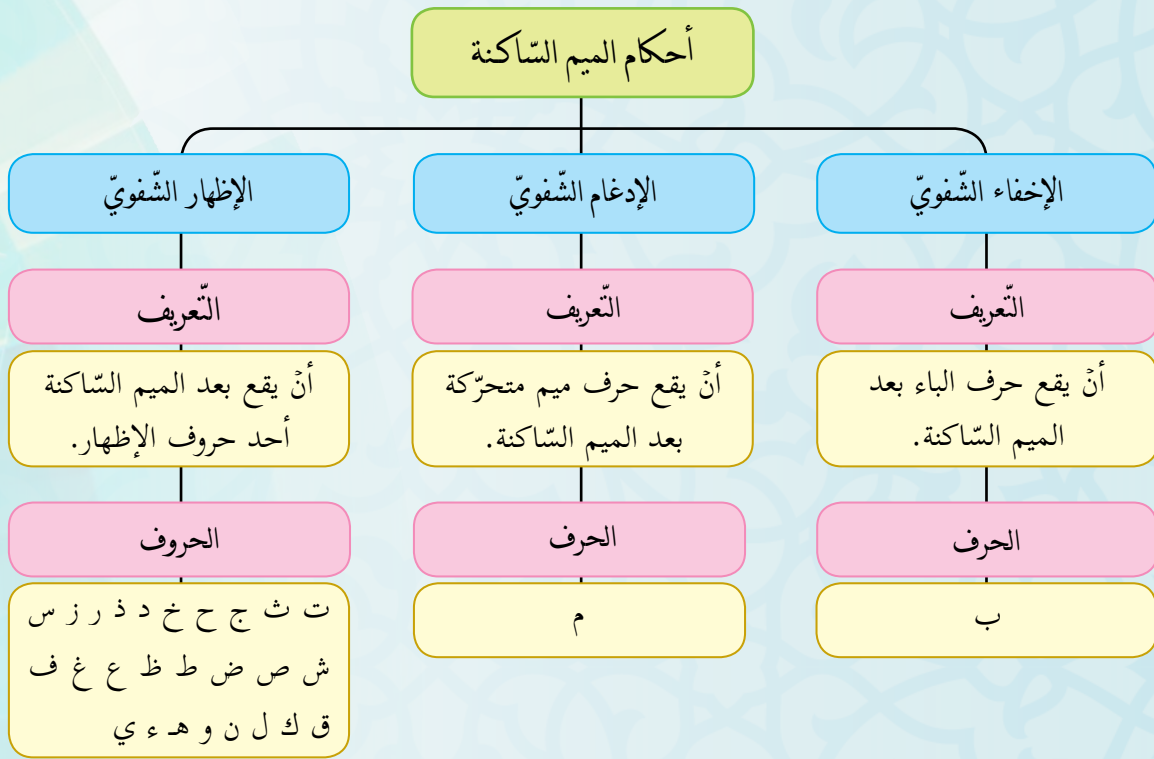 أحكام الميم السّاكنة
الإخفاء الشّفويّ
التّعريف
أنْ يقع حرف الباء بعد
الميم السّاكنة.
الحرف
ب
الإدغام الشّفويّ
التّعريف
أنْ يقع حرف ميم متحرّكة
بعد الميم السّاكنة.
الحرف
م
الإظهار الشّفويّ
التّعريف
أنْ يقع بعد الميم السّاكنة
أحد حروف الإظهار.
الحروف
ت ث ج ح خ د ذ ر ز س
ش ص ض ط ظ ع غ ف
ق ك ل ن و هـ ء ي